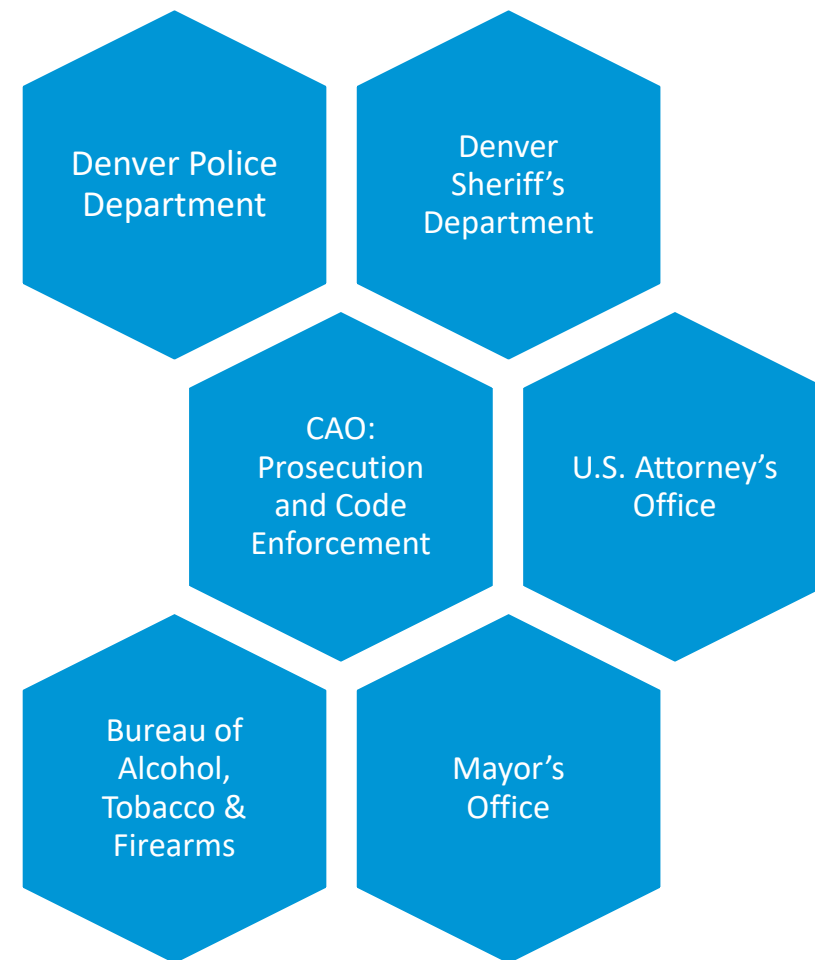 Denver Police
Department
Denver
Sheriff’s
Department
CAO:
Prosecution
and Code
Enforcement
U.S. Attorney’s
Office
Bureau of
Alcohol,
Tobacco &
Firearms
Mayor’s
Office